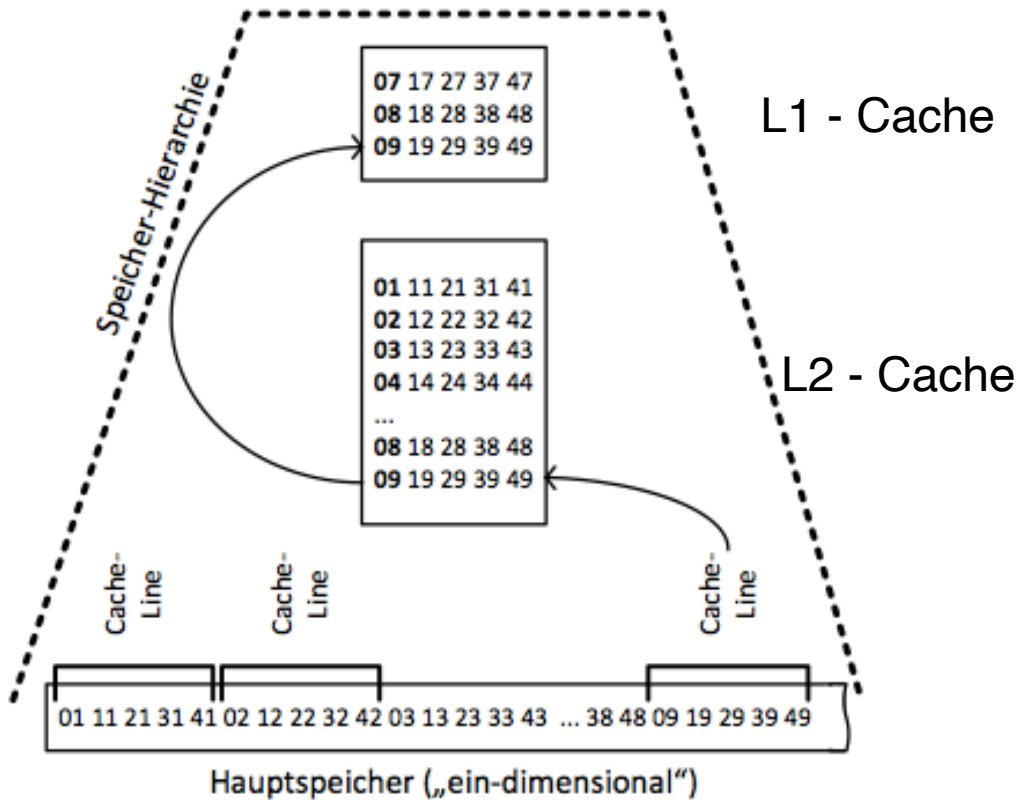 Speicher-Hierarchie
07 17 27 37 47
08 18 28 38 48
09 19 29 39 49
L1 - Cache
01 11 21 31 41
02 12 22 32 42
03 13 23 33 43
04 14 24 34 44
...
08 18 28 38 48
09 19 29 39 49
L2 - Cache
Cache-
Line
Cache-
Line
Cache-
Line
01 11 21 31 41 02 12 22 32 42 03 13 23 33 43 ... 38 48 09 19 29 39 49
Hauptspeicher („ein-dimensional“)